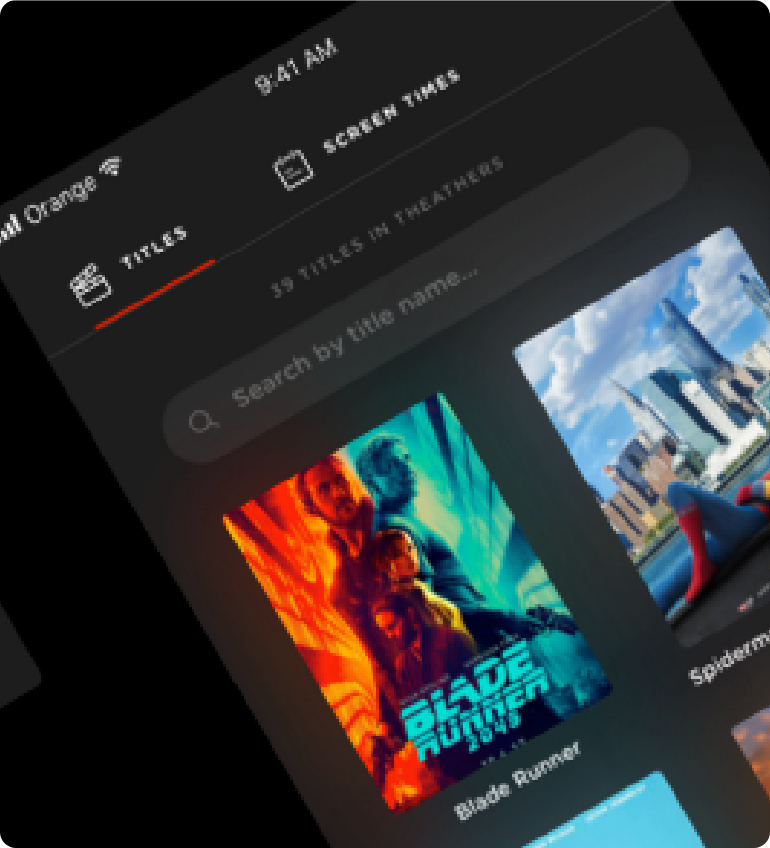 9:41 AM
Orange
TITLES
SCREEN TIMES
39 TITLES IN THEATHERS
Search by title name...
BLADE
RUNNER
2049
Blade Runner
Spiderm